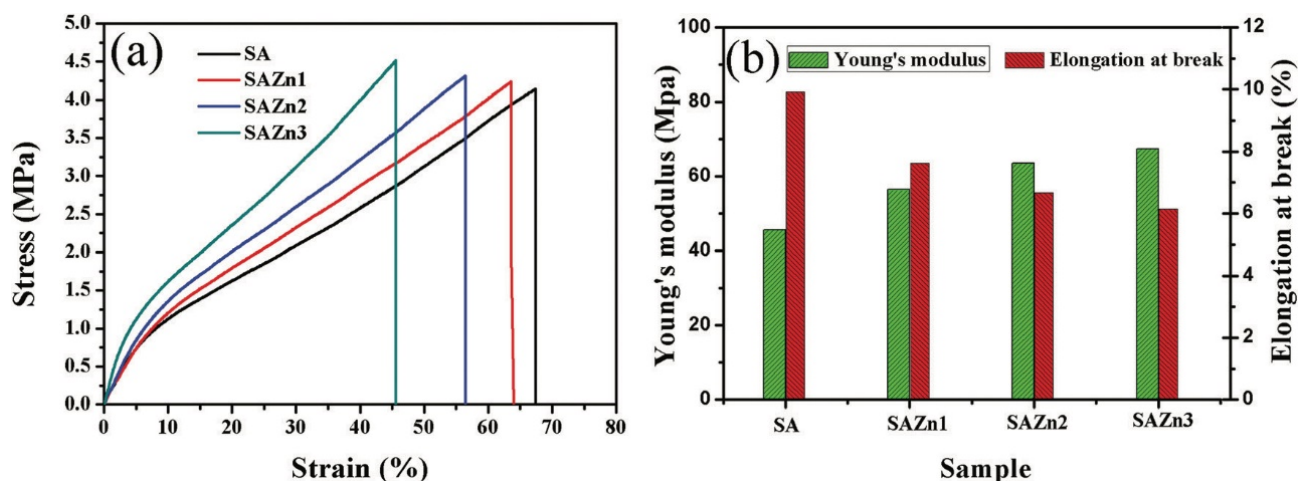 (a)
SA
SAZn1
SAZn2
SAZn3
5.0
4.5
4.0
3.5
3.0
2.5
2.0
1.5
1.0
0.5
0.0
0 10 20 30 40 50 60 70 80
Stress (MPa)
Strain (%)
(b)
Young's modulus
Elongation at break
100
80
60
40
20
0
Young's modulus (Mpa)
12
10
8
6
4
2
0
Elongation at break (%)
SA SAZn1 SAZn2 SAZn3
Sample